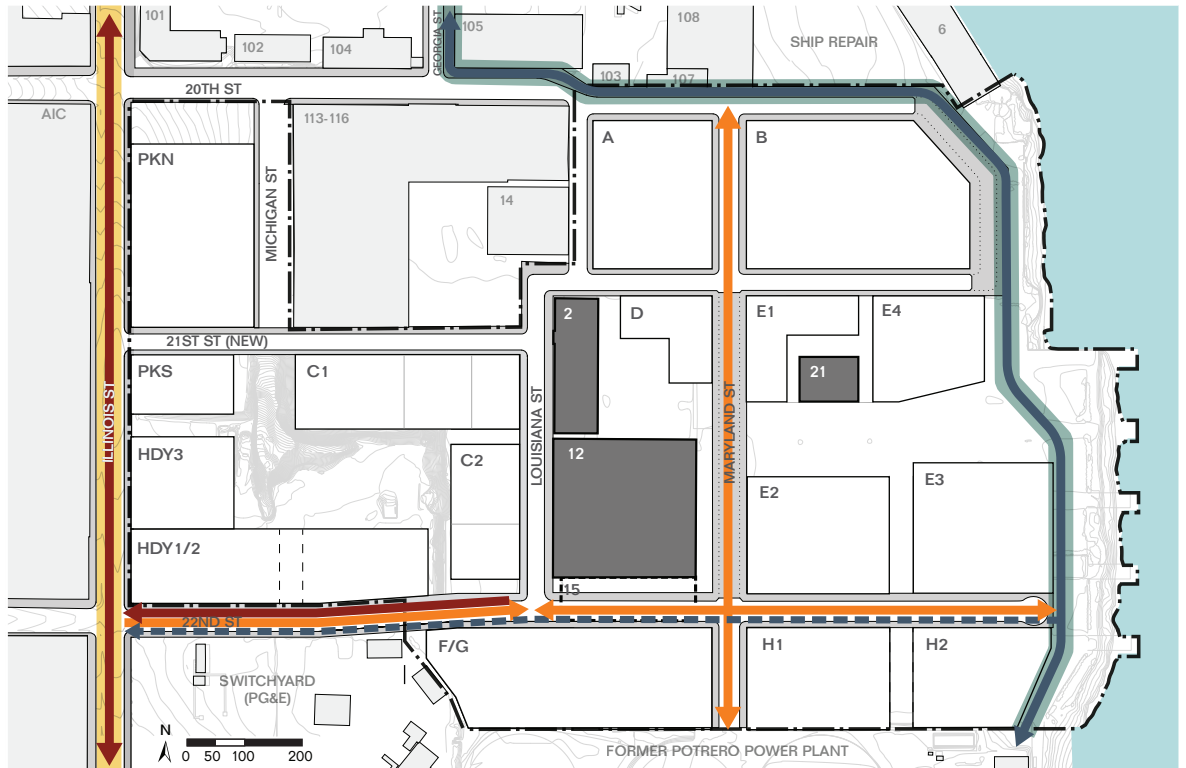 101
102
104
GEORGIA ST
105
108
103
107
SHIP REPAIR
6
20TH ST
AIC
113-116
PKN
MICHIGAN ST
14
A
B
21ST ST (NEW)
2
D
E1
E4
21
PKS
C1
ILLINOIS ST
LOUISIANA ST
MARYLAND ST
HDY3
C2
12
E2
E3
HDY1/2
15
22ND ST
F/G
H1
H2
SWITCHYARD
(PG&E)
N
0 50 100 200
FORMER POTRERO POWER PLANT